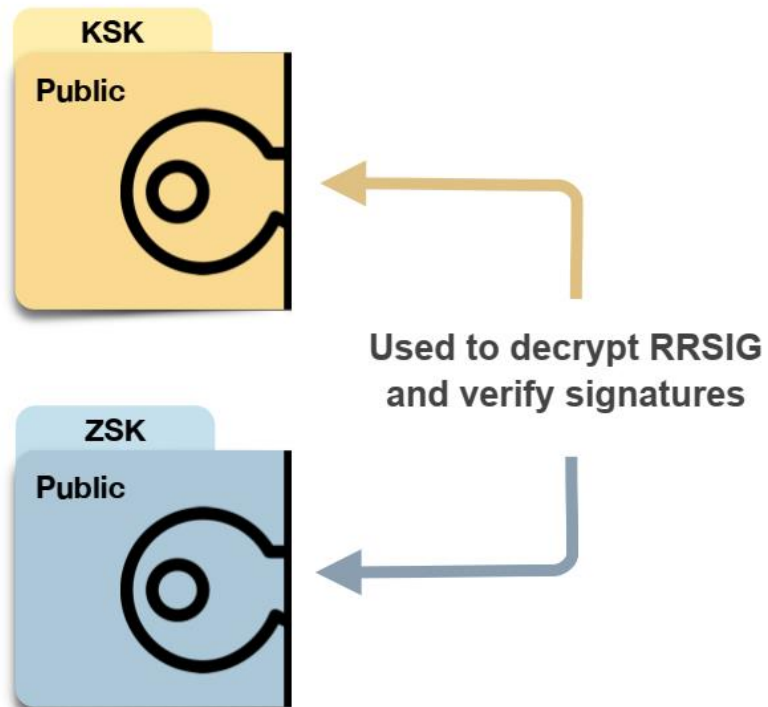 KSK
Public
Used to decrypt RRSIG
and verify signatures
ZSK
Public